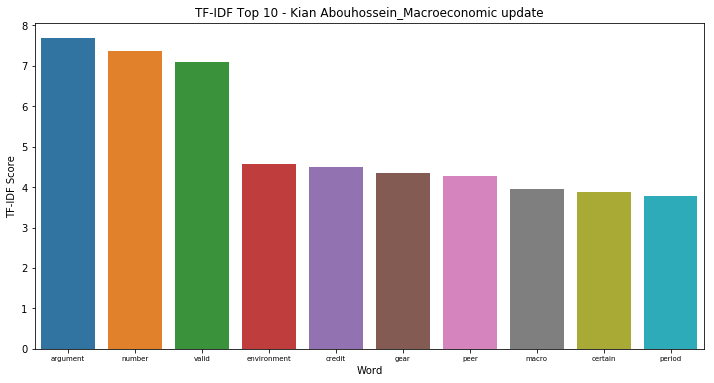 TF-IDF Top 10 - Kian Abouhossein_Macroeconomic update
8
7
6
5
4
3
2
1
0
TF-IDF Score
argument number valid environment credit gear peer macro certain period
Word